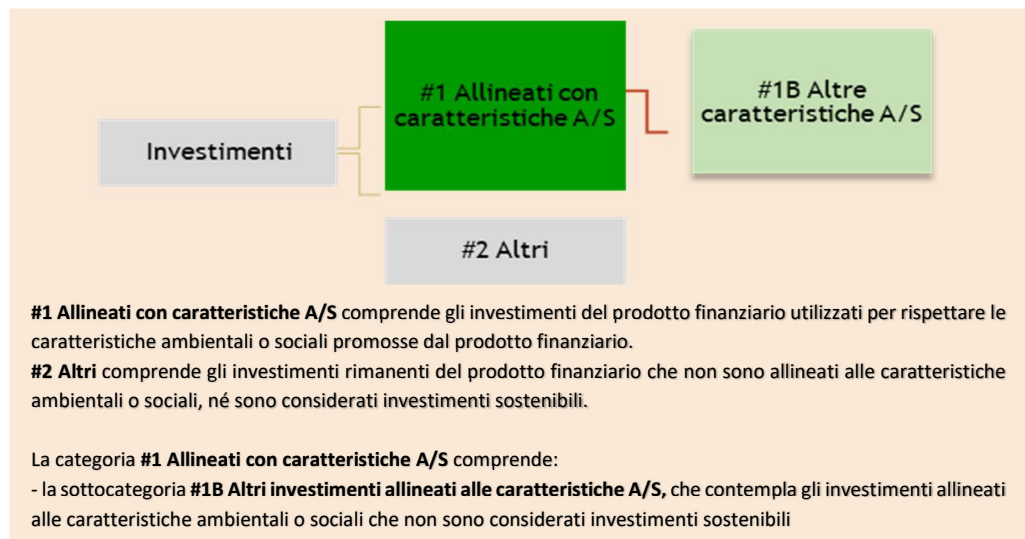 #1 Allineati con
caratteristiche A/S
#1B Altre
caratteristiche A/S
Investimenti
#2 Altri
#1 Allineati con caratteristiche A/S comprende gli investimenti del prodotto finanziario utilizzati per rispettare le
caratteristiche ambientali o sociali promosse dal prodotto finanziario.
#2 Altri comprende gli investimenti rimanenti del prodotto finanziario che non sono allineati alle caratteristiche
ambientali o sociali, né sono considerati investimenti sostenibili.
La categoria #1 Allineati con caratteristiche A/S comprende:
- la sottocategoria #1B Altri investimenti allineati alle caratteristiche A/S, che contempla gli investimenti allineati
alle caratteristiche ambientali o sociali che non sono considerati investimenti sostenibili